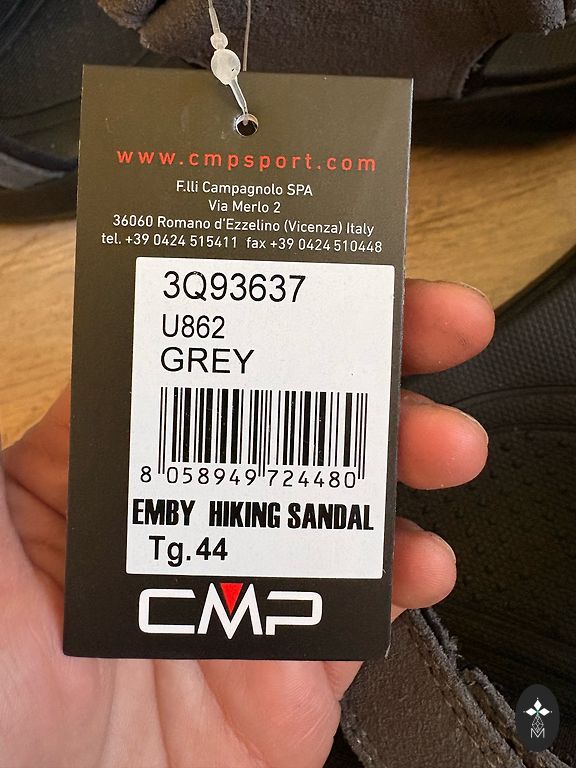 www.cmpsport.com
F.lli Campagnolo SPA
Via Merlo 2
36060 Romano d'Ezzelino (Vicenza) Italy
tel. +39 0424 515411 fax +39 0424 510448
3Q93637
U862
GREY
8 058949 724480
EMBY HIKING SANDAL
Tg.44
CMP